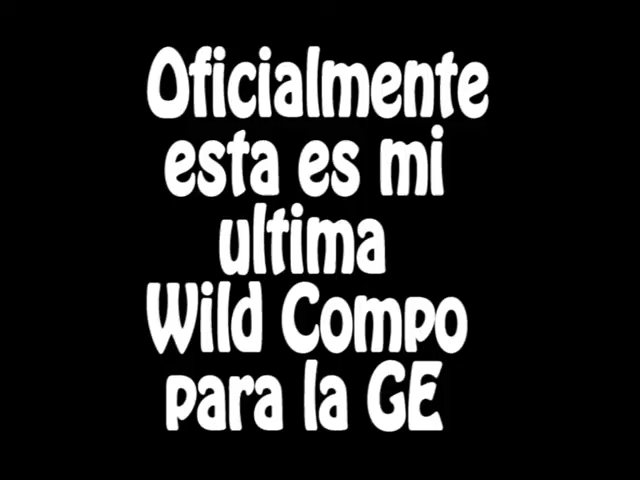 Oficialmente
esta es mi
ultima
Wild Compo
para la GE